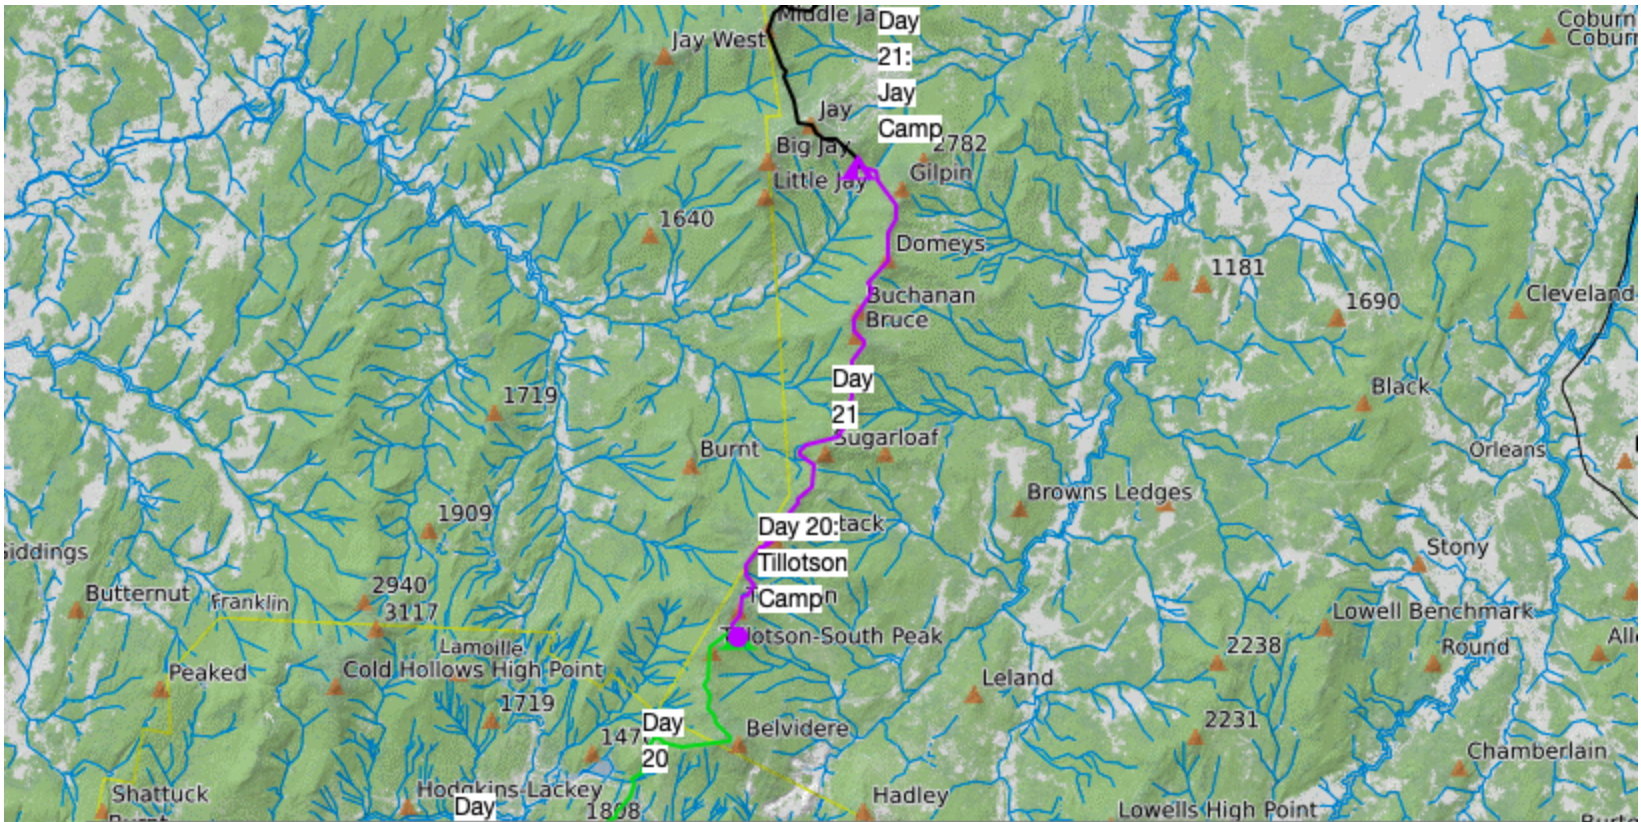 Middle Ja
Day
21:
Jay
Camp
Coburn
Coburn
Jay West
Jay
Big Jay
2782
Little Jay
Gilpin
1640
Domeys
1181
Buchanan
Bruce
1690
Cleveland
Day
21
1719
Black
Burnt
Sugarloaf
Orleans
Browns Ledges
1909
Day 20:
tack
Tillotson
Camp
n
Giddings
Stony
Butternut
2940
Franklin
3117
Lowell Benchmark
Tillotson-South Peak
Lamoille
2238
Round
Peaked
Cold Hollows High Point
Leland
1719
Day
20
2231
Belvidere
147
Chamberlain
Shattuck
Hodgkins-Lackey
Day
1808
Hadley
Lowells High Point
Burnt